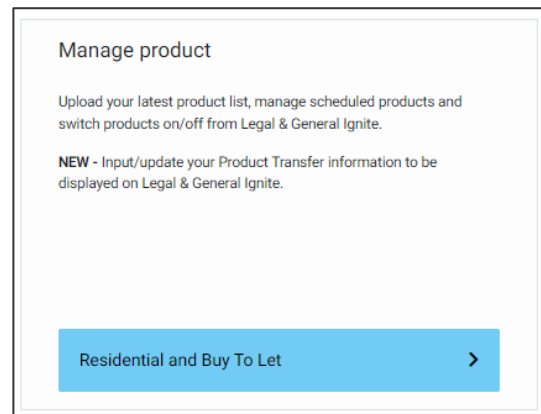 Manage product
Upload your latest product list, manage scheduled products and
switch products on/off from Legal & General Ignite.
NEW - Input/update your Product Transfer information to be
displayed on Legal & General Ignite.
Residential and Buy To Let